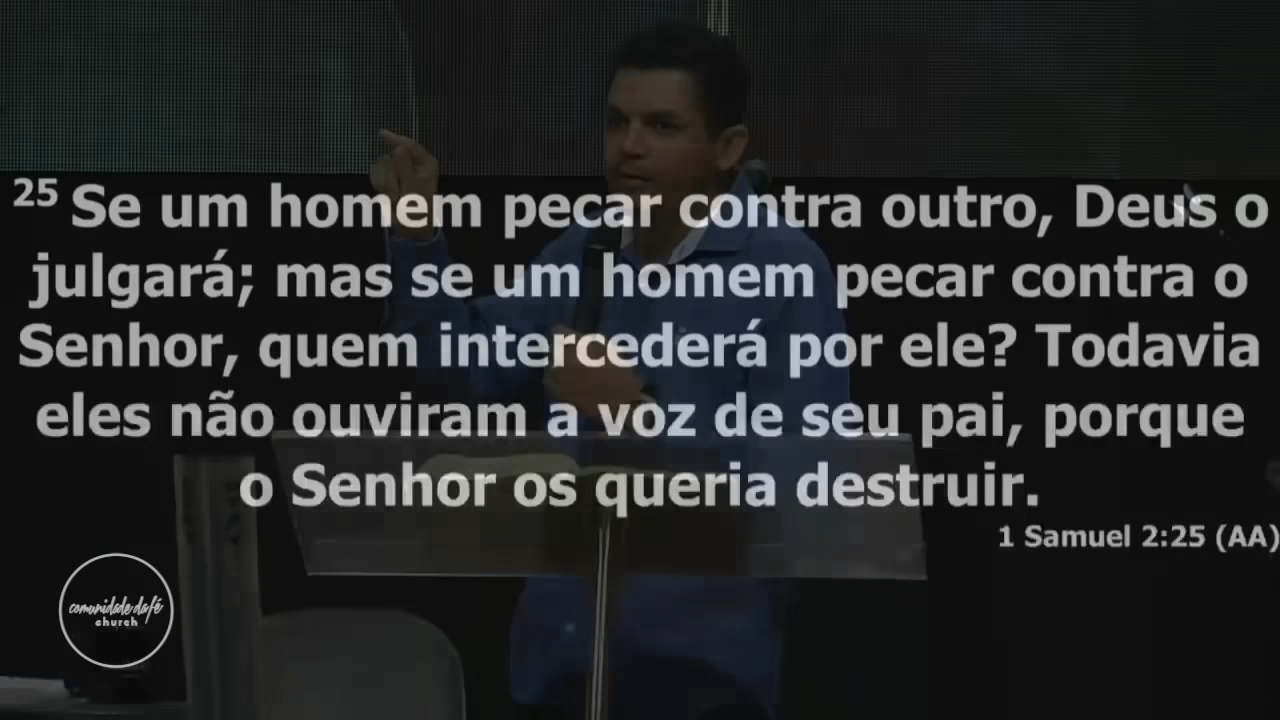 25 Se um homem pecar contra outro, Deus o
julgará; mas se um homem pecar contra o
Senhor, quem intercederá por ele? Todavia
eles não ouviram a voz de seu pai, porque
o Senhor os queria destruir.
1 Samuel 2:25 (AA)
comunidade da fé
church